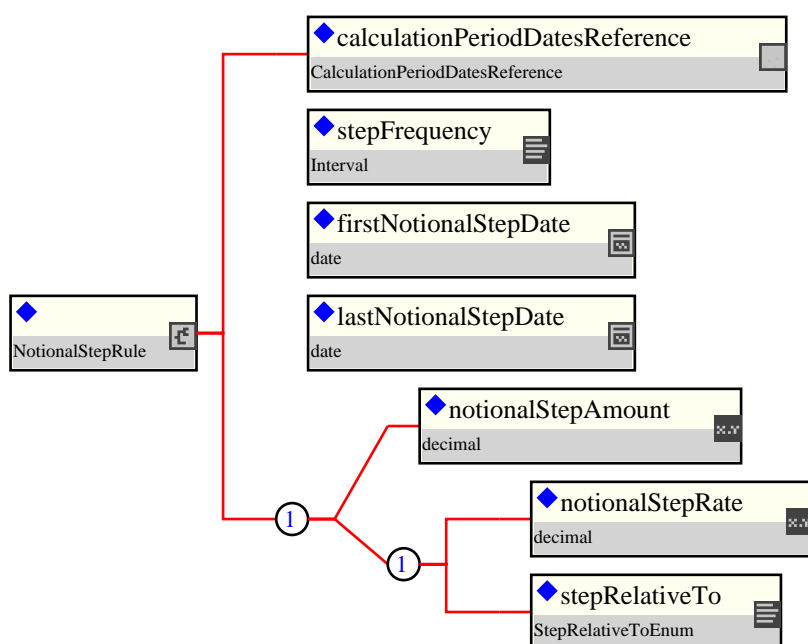 calculationPeriodDatesReference
CalculationPeriodDatesReference
stepFrequency
Interval
firstNotionalStepDate
date
NotionalStepRule
lastNotionalStepDate
date
notionalStepAmount
X.Y
decimal
1
notionalStepRate
X.Y
decimal
1
stepRelativeTo
StepRelativeToEnum